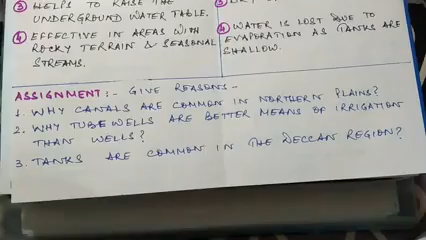 ③ HELPS TO RAISE THE
UNDERGROUND WATER TABLE.
④ EFFECTIVE IN AREAS WITH
ROCKY TERRAIN & SEASONAL
STREAMS.
④ WATER IS LOST DUE TO
EVAPORATION AS TANKS ARE
SHALLOW.
ASSIGNMENT:- GIVE REASONS-
1. WHY CANALS ARE COMMON IN NORTHERN PLAINS?
2. WHY TUBE WELLS ARE BETTER MEANS OF IRRIGATION
THAN WELLS?
3. TANKS ARE COMMON IN THE DECCAN REGION?